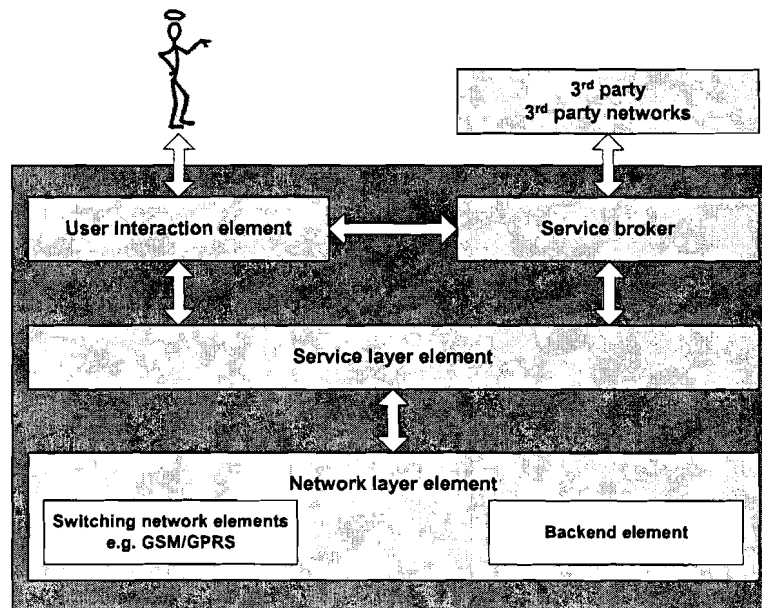 3rd party
3rd party networks
User Interaction element
Service broker
Service layer element
Network layer element
Switching network elements
e.g. GSM/GPRS
Backend element